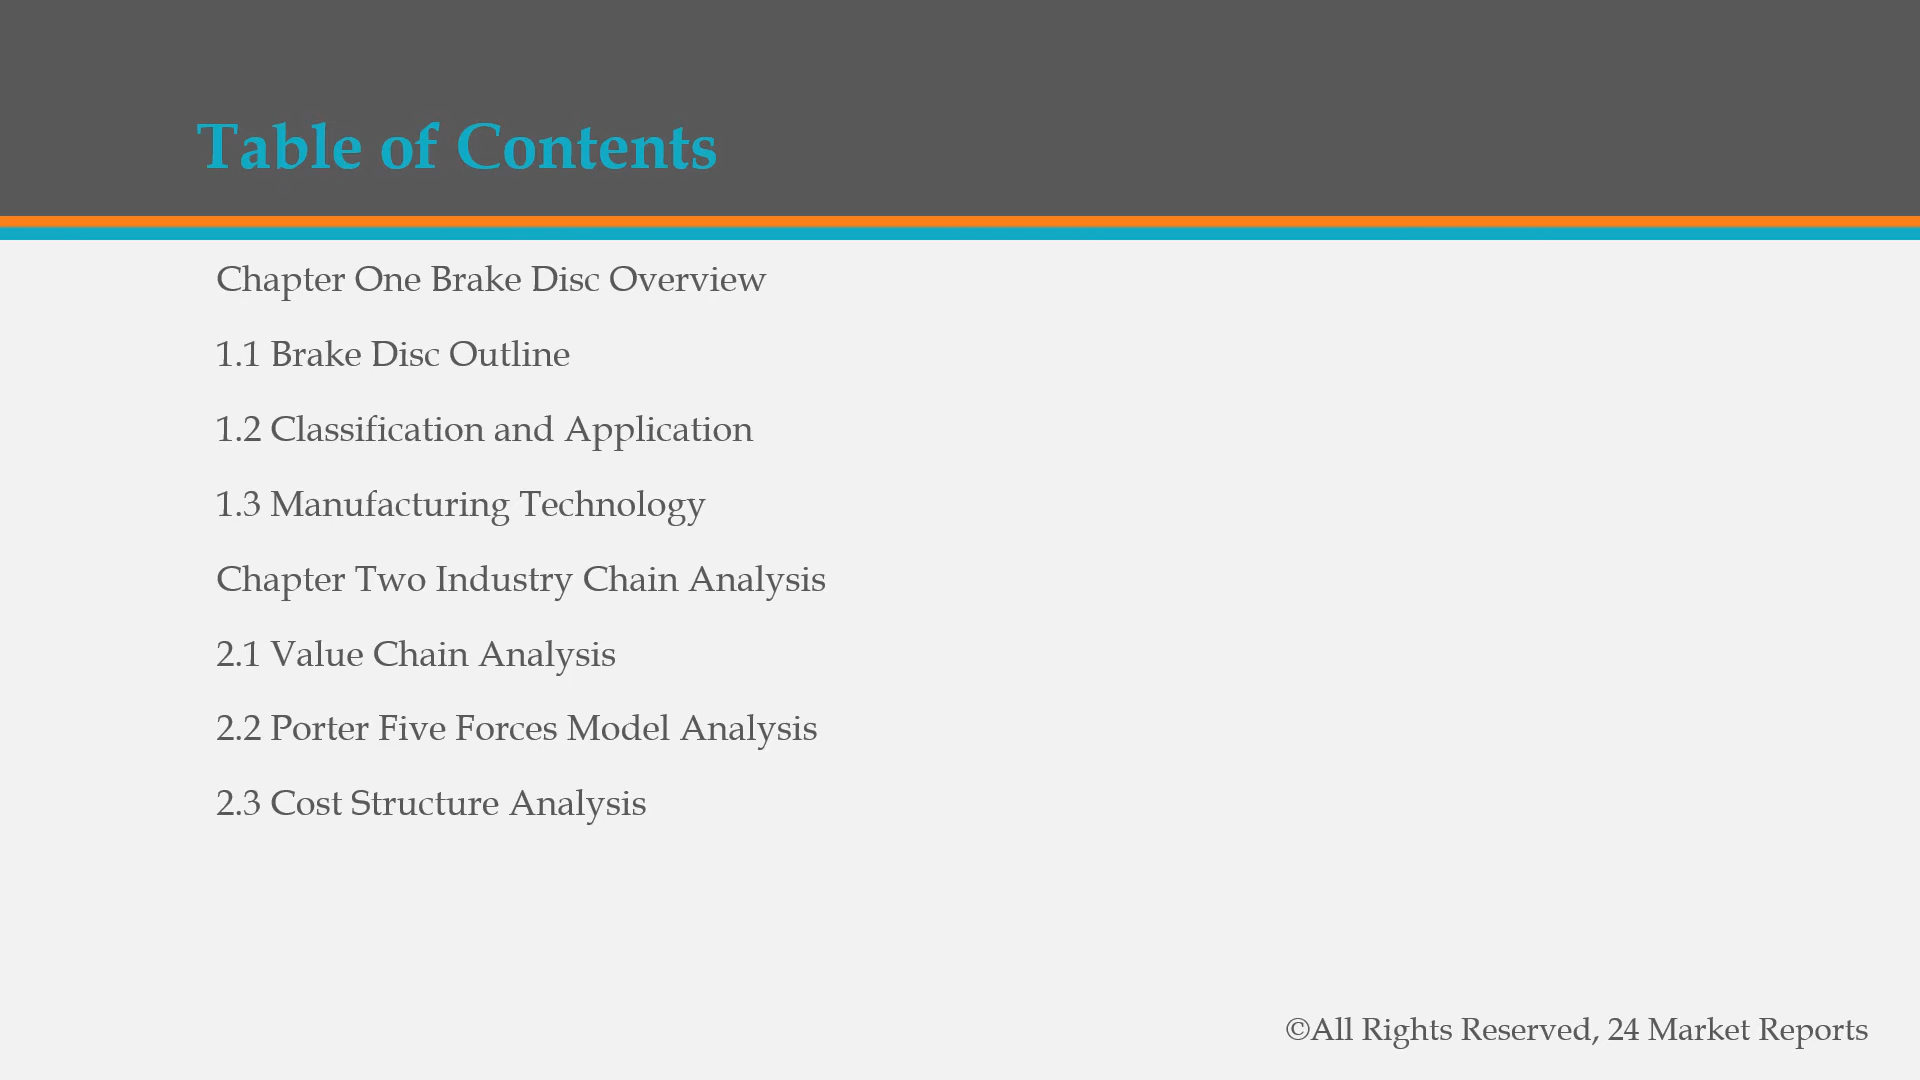 Table of Contents
Chapter One Brake Disc Overview
1.1 Brake Disc Outline
1.2 Classification and Application
1.3 Manufacturing Technology
Chapter Two Industry Chain Analysis
2.1 Value Chain Analysis
2.2 Porter Five Forces Model Analysis
2.3 Cost Structure Analysis
©All Rights Reserved, 24 Market Reports